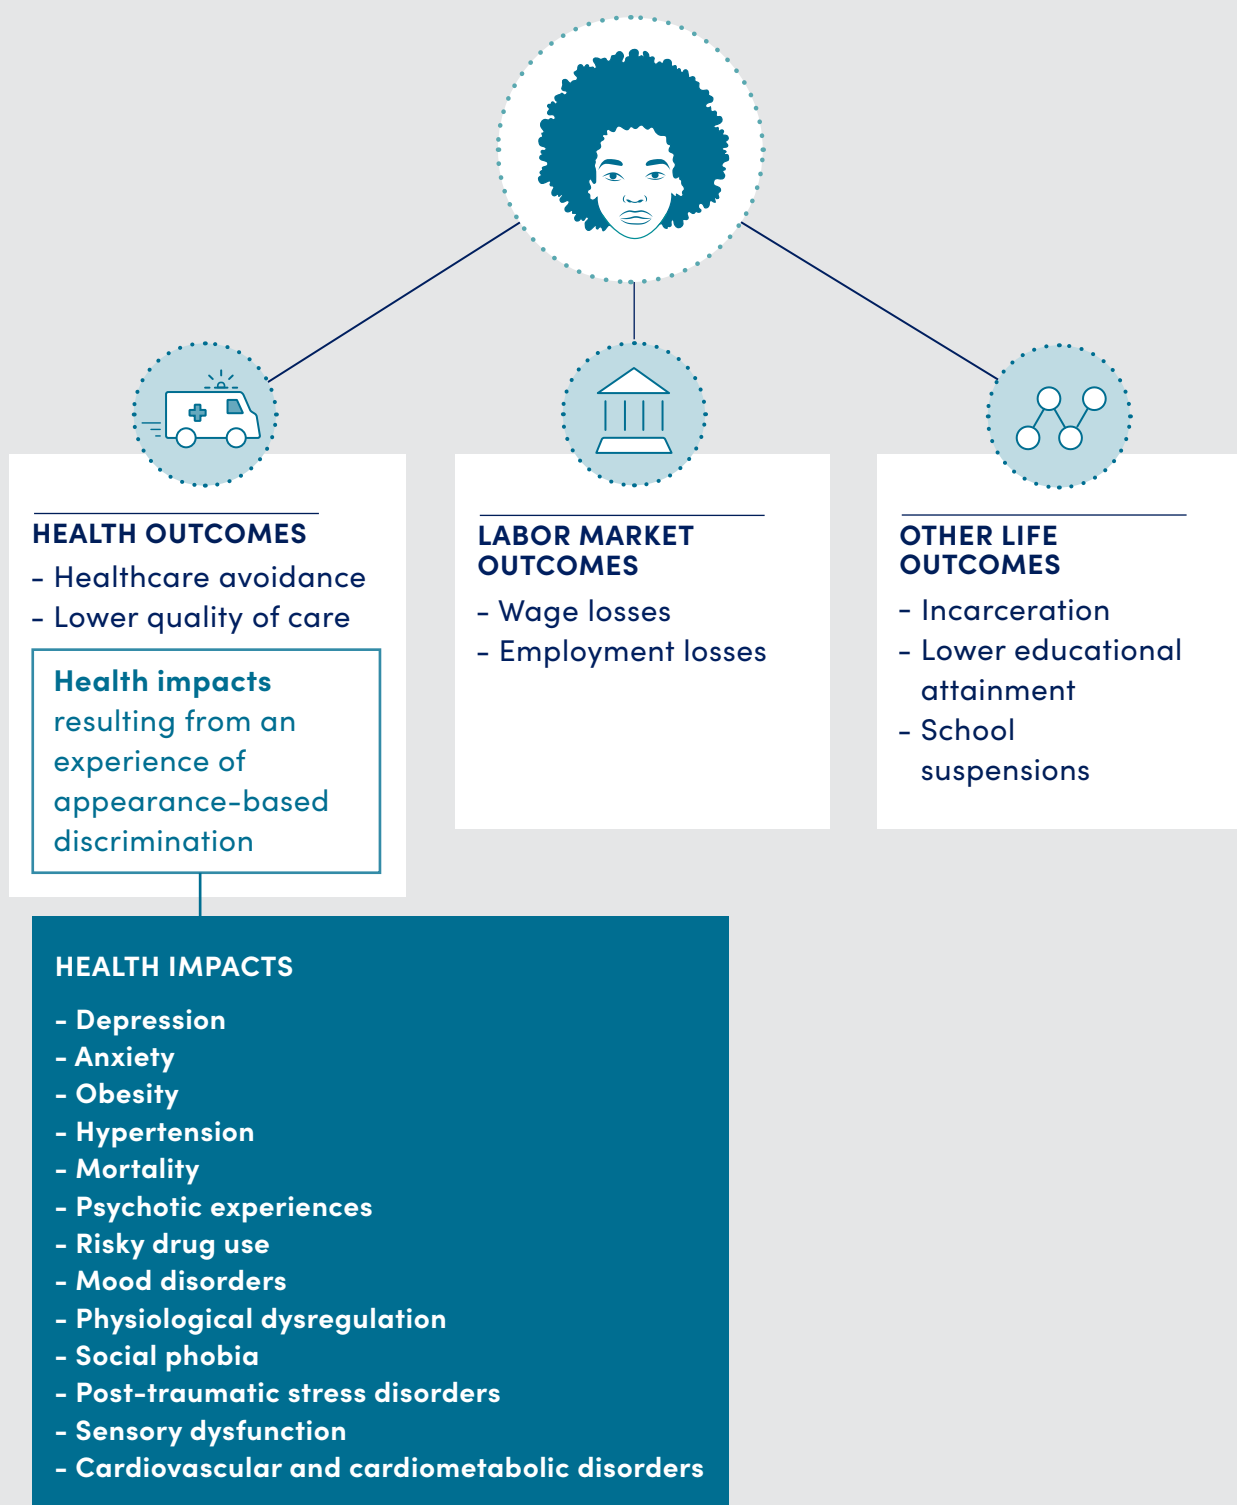 HEALTH OUTCOMES
- Healthcare avoidance
- Lower quality of care
Health impacts
resulting from an
experience of
appearance-based
discrimination
LABOR MARKET
OUTCOMES
- Wage losses
- Employment losses
OTHER LIFE
OUTCOMES
- Incarceration
- Lower educational
attainment
- School
suspensions
HEALTH IMPACTS
- Depression
- Anxiety
- Obesity
- Hypertension
- Mortality
- Psychotic experiences
- Risky drug use
- Mood disorders
- Physiological dysregulation
- Social phobia
- Post-traumatic stress disorders
- Sensory dysfunction
- Cardiovascular and cardiometabolic disorders